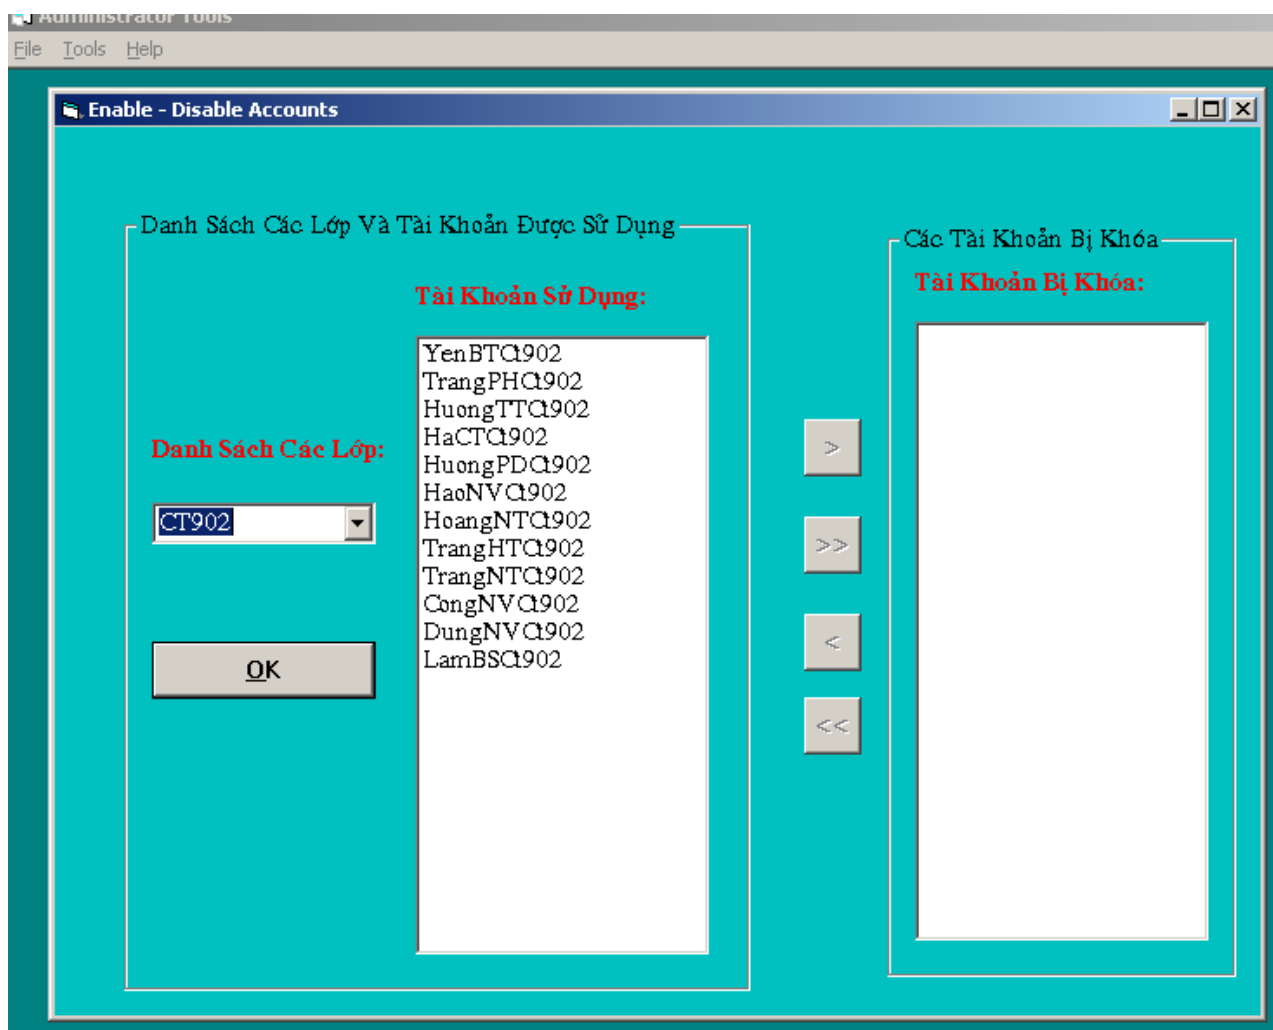 Administrator Tools
File Tools Help
Enable - Disable Accounts
Danh Sách Các Lớp Và Tài Khoản Được Sử Dụng
Tài Khoản Sử Dụng:
YenBTCt902
TrangPHCt902
HuongTTCt902
HaCTCt902
HuongPDCt902
HaoNVCt902
HoangNTCt902
TrangHTCt902
TrangNTCt902
CongNVCt902
DungNVCt902
LamBSCt902
Danh Sách Các Lớp:
CT902
OK
>
>>
<
<<
Các Tài Khoản Bị Khóa
Tài Khoản Bị Khóa: